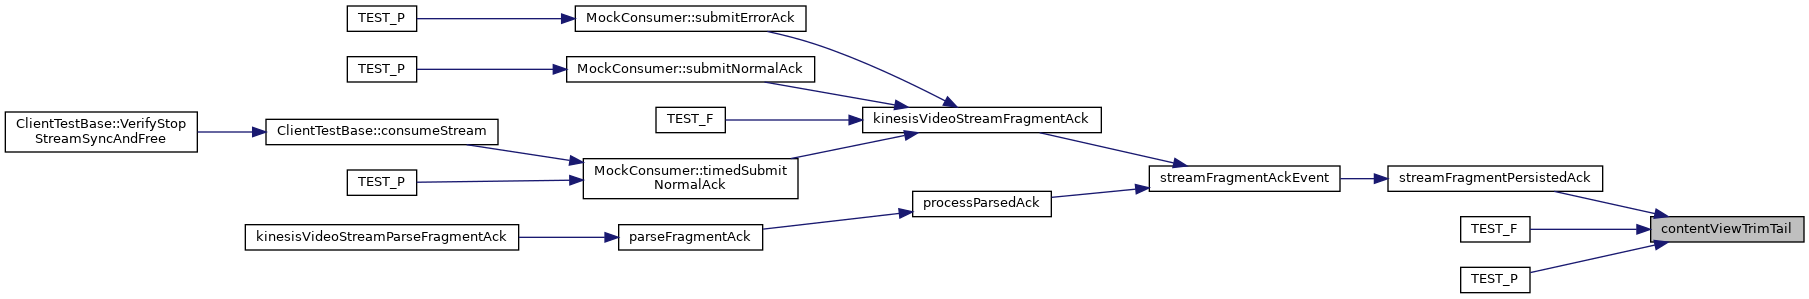 TEST_P
MockConsumer::submitErrorAck
TEST_P
MockConsumer::submitNormalAck
TEST_F
kinesisVideoStreamFragmentAck
ClientTestBase::VerifyStop
StreamSyncAndFree
ClientTestBase::consumeStream
MockConsumer::timedSubmit
NormalAck
TEST_P
streamFragmentAckEvent
streamFragmentPersistedAck
processParsedAck
kinesisVideoStreamParseFragmentAck
parseFragmentAck
TEST_F
contentViewTrimTail
TEST_P